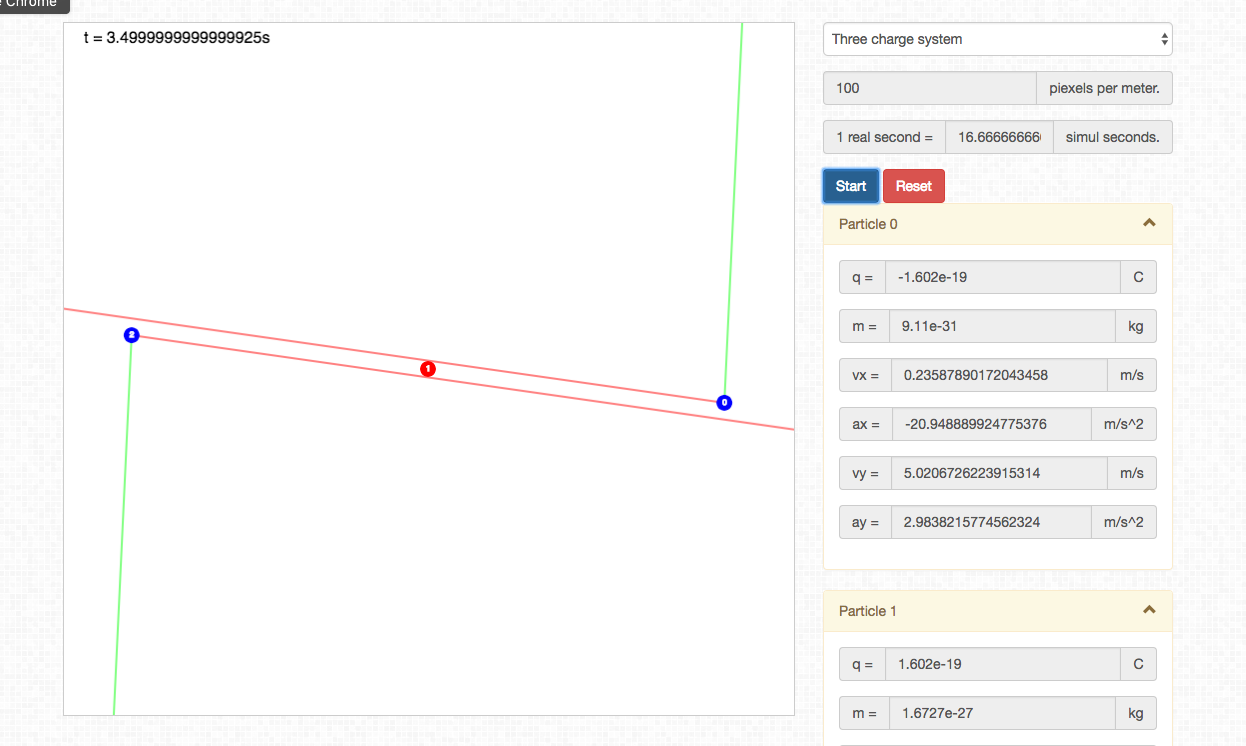 Chrome
t = 3.4999999999999925s
2
1
0
Three charge system
100 piexels per meter.
1 real second = 16.666666666 simul seconds.
Start Reset
Particle 0
q = -1.602e-19 C
m = 9.11e-31 kg
vx = 0.23587890172043458 m/s
ax = -20.948889924775376 m/s^2
vy = 5.0206726223915314 m/s
ay = 2.9838215774562324 m/s^2
Particle 1
q = 1.602e-19 C
m = 1.6727e-27 kg